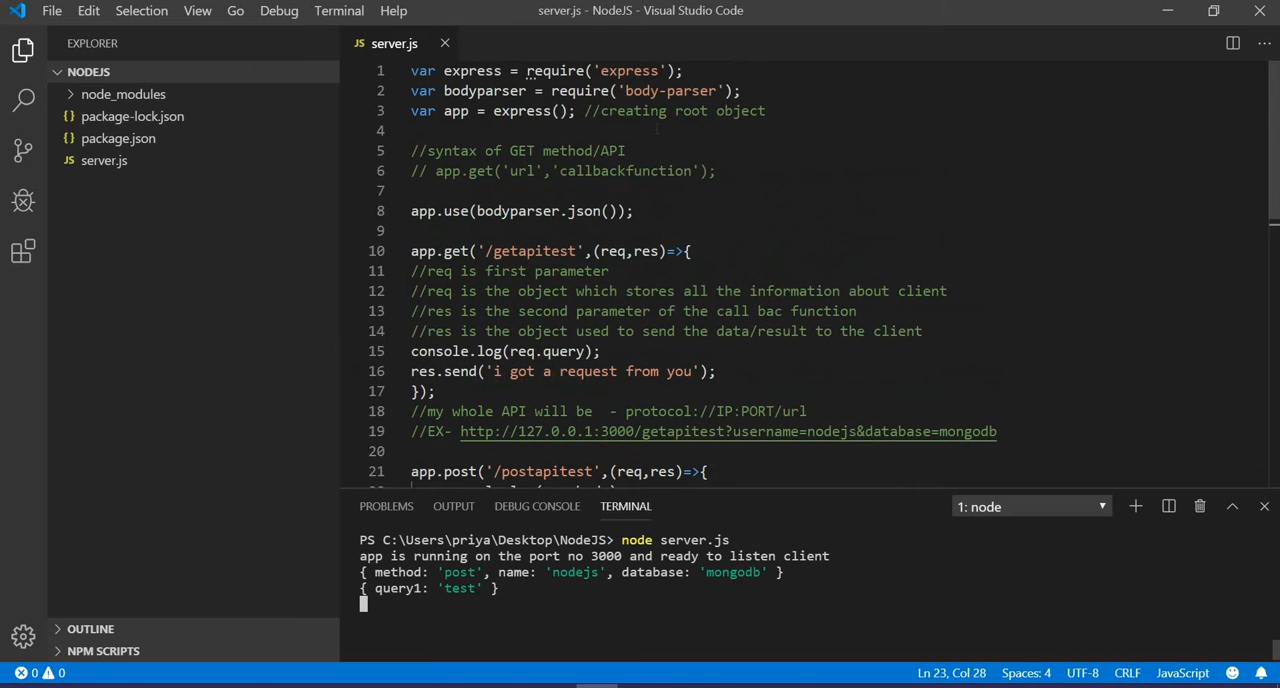 File Edit Selection View Go Debug Terminal Help server.js - NodeJS - Visual Studio Code
EXPLORER
NODEJS
node_modules
{} package-lock.json
{} package.json
JS server.js
OUTLINE
NPM SCRIPTS
JS server.js
1 var express = require('express');
2 var bodyparser = require('body-parser');
3 var app = express(); //creating root object
4
5 //syntax of GET method/API
6 // app.get('url','callbackfunction');
7
8 app.use(bodyparser.json());
9
10 app.get('/getapitest',(req,res)=>{
11 //req is first parameter
12 //req is the object which stores all the information about client
13 //res is the second parameter of the call bac function
14 //res is the object used to send the data/result to the client
15 console.log(req.query);
16 res.send('i got a request from you');
17 });
18 //my whole API will be  - protocol://IP:PORT/url
19 //EX- http://127.0.0.1:3000/getapitest?username=nodejs&database=mongodb
20
21 app.post('/postapitest',(req,res)=>{
PROBLEMS OUTPUT DEBUG CONSOLE TERMINAL 1: node
PS C:\Users\priya\Desktop\NodeJS> node server.js
app is running on the port no 3000 and ready to listen client
{ method: 'post', name: 'nodejs', database: 'mongodb' }
{ query1: 'test' }
0 0 Ln 23, Col 28 Spaces: 4 UTF-8 CRLF JavaScript